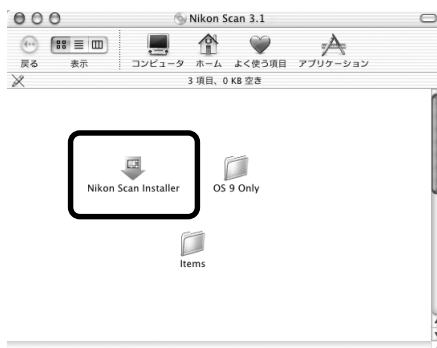 Nikon Scan 3.1
戻る 表示 コンピュータ ホーム よく使う項目 アプリケーション
3 項目、0 KB 空き
Nikon Scan Installer
OS 9 Only
Items